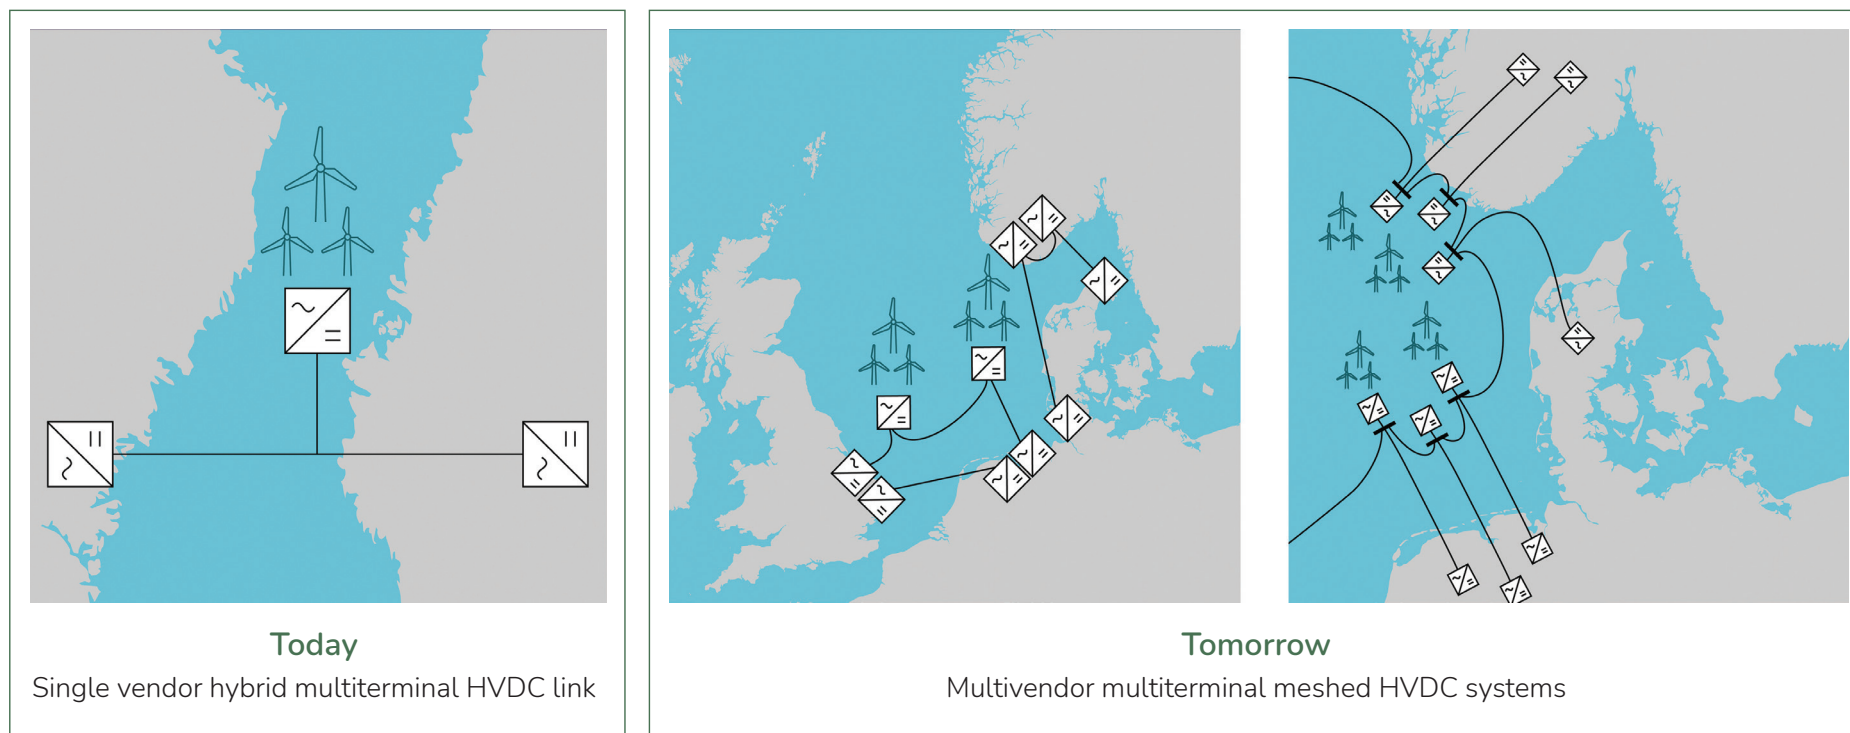 Today
Single vendor hybrid multiterminal HVDC link
Tomorrow
Multivendor multiterminal meshed HVDC systems